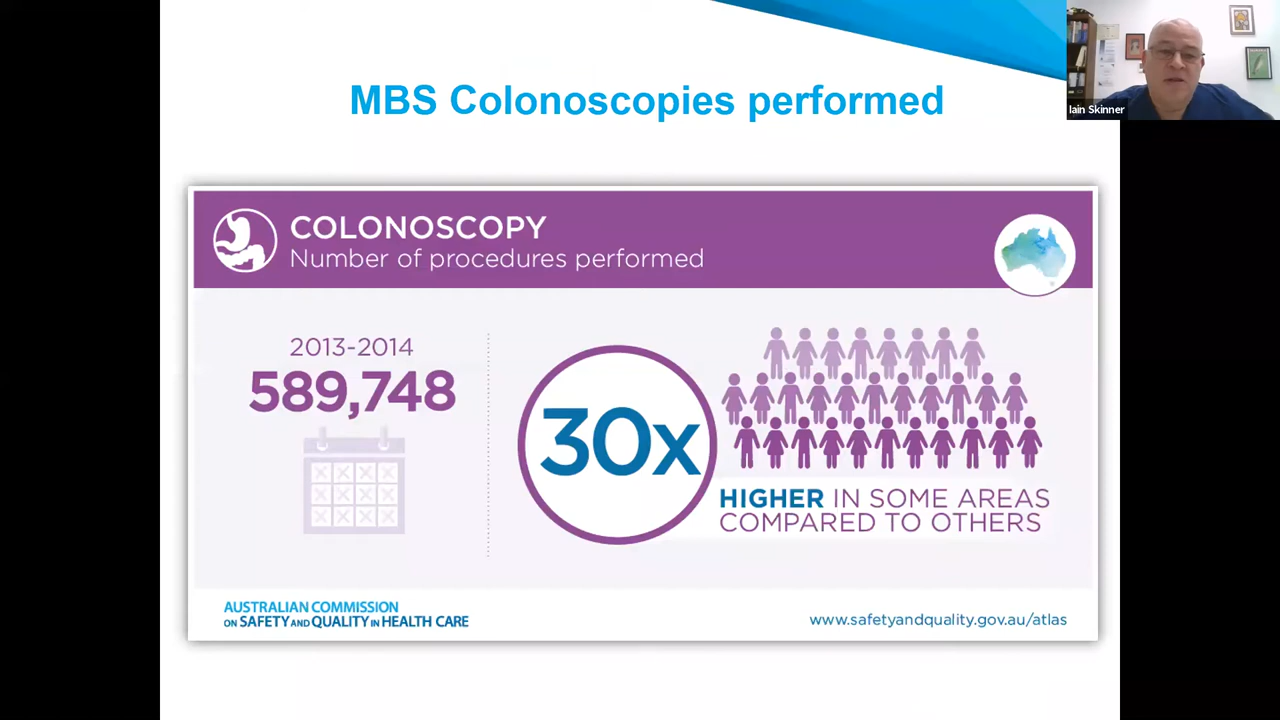 MBS Colonoscopies performed
Iain Skinner
COLONOSCOPY
Number of procedures performed
2013-2014
589,748
30x
HIGHER IN SOME AREAS
COMPARED TO OTHERS
AUSTRALIAN COMMISSION
ON SAFETY AND QUALITY IN HEALTH CARE
www.safetyandquality.gov.au/atlas